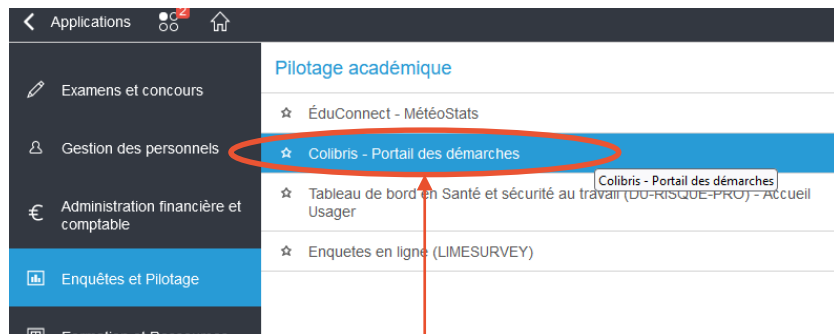 Applications
2
Examens et concours
Gestion des personnels
Administration financière et
comptable
Enquêtes et Pilotage
Pilotage académique
ÉduConnect - MétéoStats
Colibris - Portail des démarches
Colibris - Portail des démarches
Tableau de bord en Santé et sécurité au travail (DU-RISQUE-PRO) - Accueil
Usager
Enquetes en ligne (LIMESURVEY)